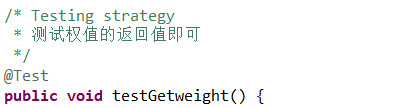 /* Testing strategy
 * 测试权值的返回值即可
 */
@Test
public void testGetweight() {